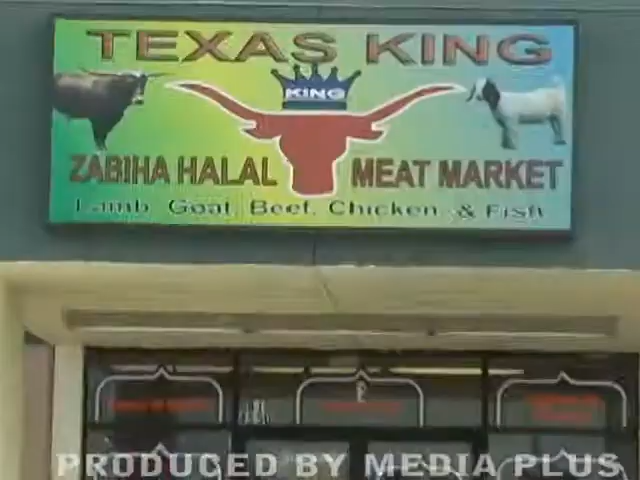 TEXAS KING
KING
ZABIHA HALAL MEAT MARKET
Lamb, Goat, Beef, Chicken & Fish
PRODUCED BY MEDIA PLUS